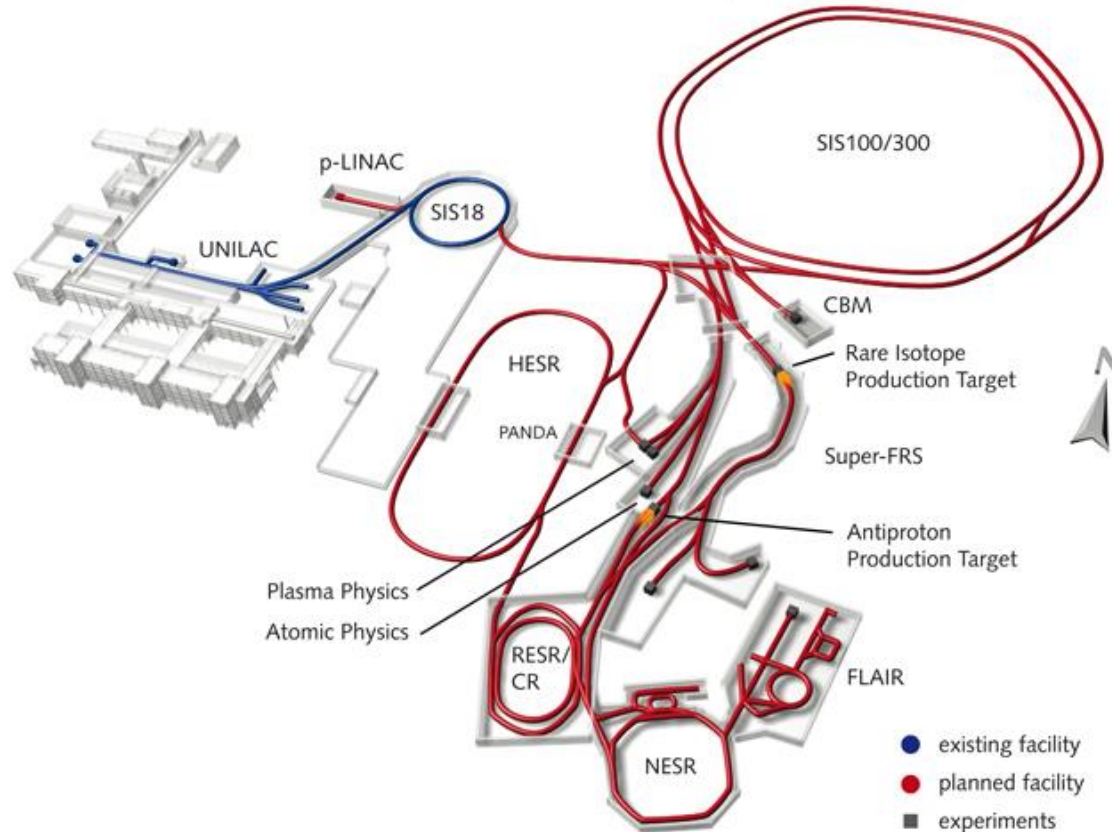 SIS100/300
p-LINAC
SIS18
UNILAC
CBM
Rare Isotope
Production Target
HESR
PANDA
Super-FRS
Antiproton
Production Target
Plasma Physics
Atomic Physics
RESR/
CR
FLAIR
NESR
existing facility
planned facility
experiments